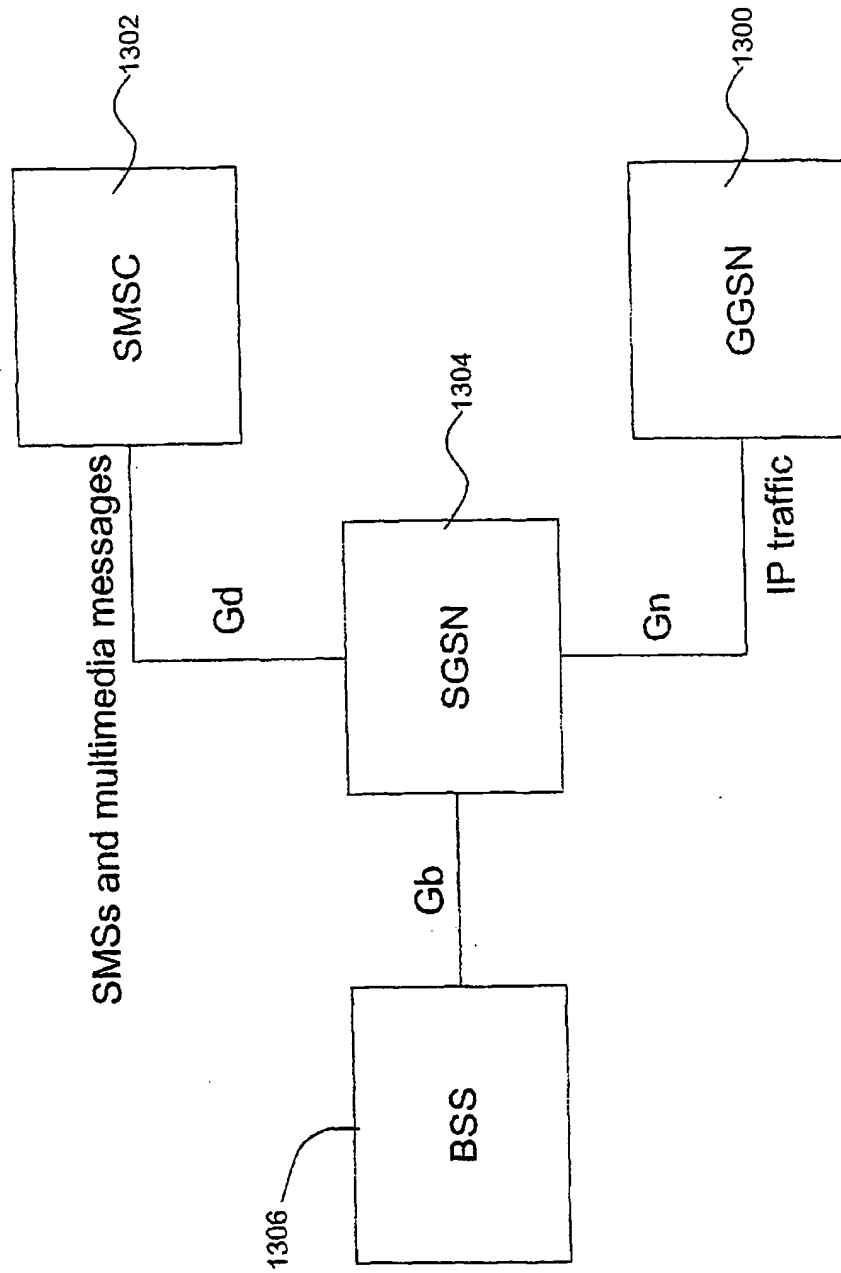 SMSs and multimedia messages
SMSC
1302
Gd
1306
BSS
Gb
SGSN
1304
Gn
IP traffic
GGSN
1300